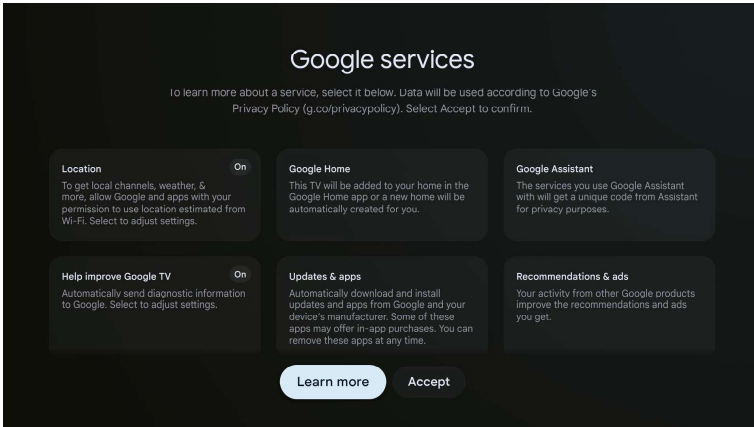 Google services
To learn more about a service, select it below. Data will be used according to Google's
Privacy Policy (g.co/privacypolicy). Select Accept to confirm.
Location
On
To get local channels, weather, &
more, allow Google and apps with your
permission to use location estimated from
Wi-Fi. Select to adjust settings.
Google Home
This TV will be added to your home in the
Google Home app or a new home will be
automatically created for you.
Google Assistant
The services you use Google Assistant
with will get a unique code from Assistant
for privacy purposes.
Help improve Google TV
On
Automatically send diagnostic information
to Google. Select to adjust settings.
Updates & apps
Automatically download and install
updates and apps from Google and your
device's manufacturer. Some of these
apps may offer in-app purchases. You can
remove these apps at any time.
Recommendations & ads
Your activity from other Google products
improve the recommendations and ads
you get.
Learn more
Accept